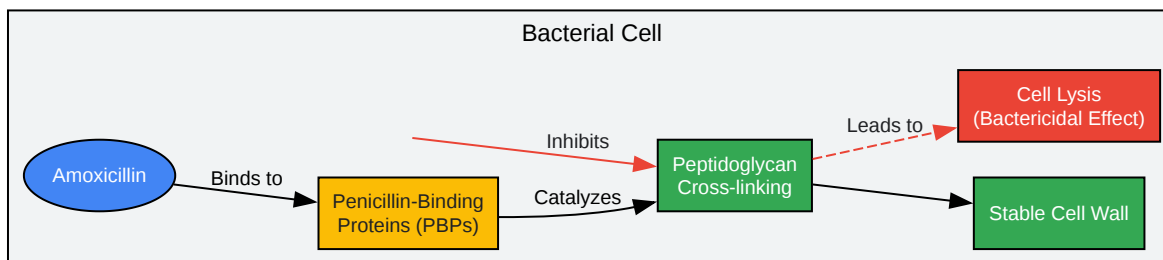 Bacterial Cell
Amoxicillin
Binds to
Penicillin-Binding
Proteins (PBPs)
Inhibits
Catalyzes
Peptidoglycan
Cross-linking
Leads to
Cell Lysis
(Bactericidal Effect)
Stable Cell Wall